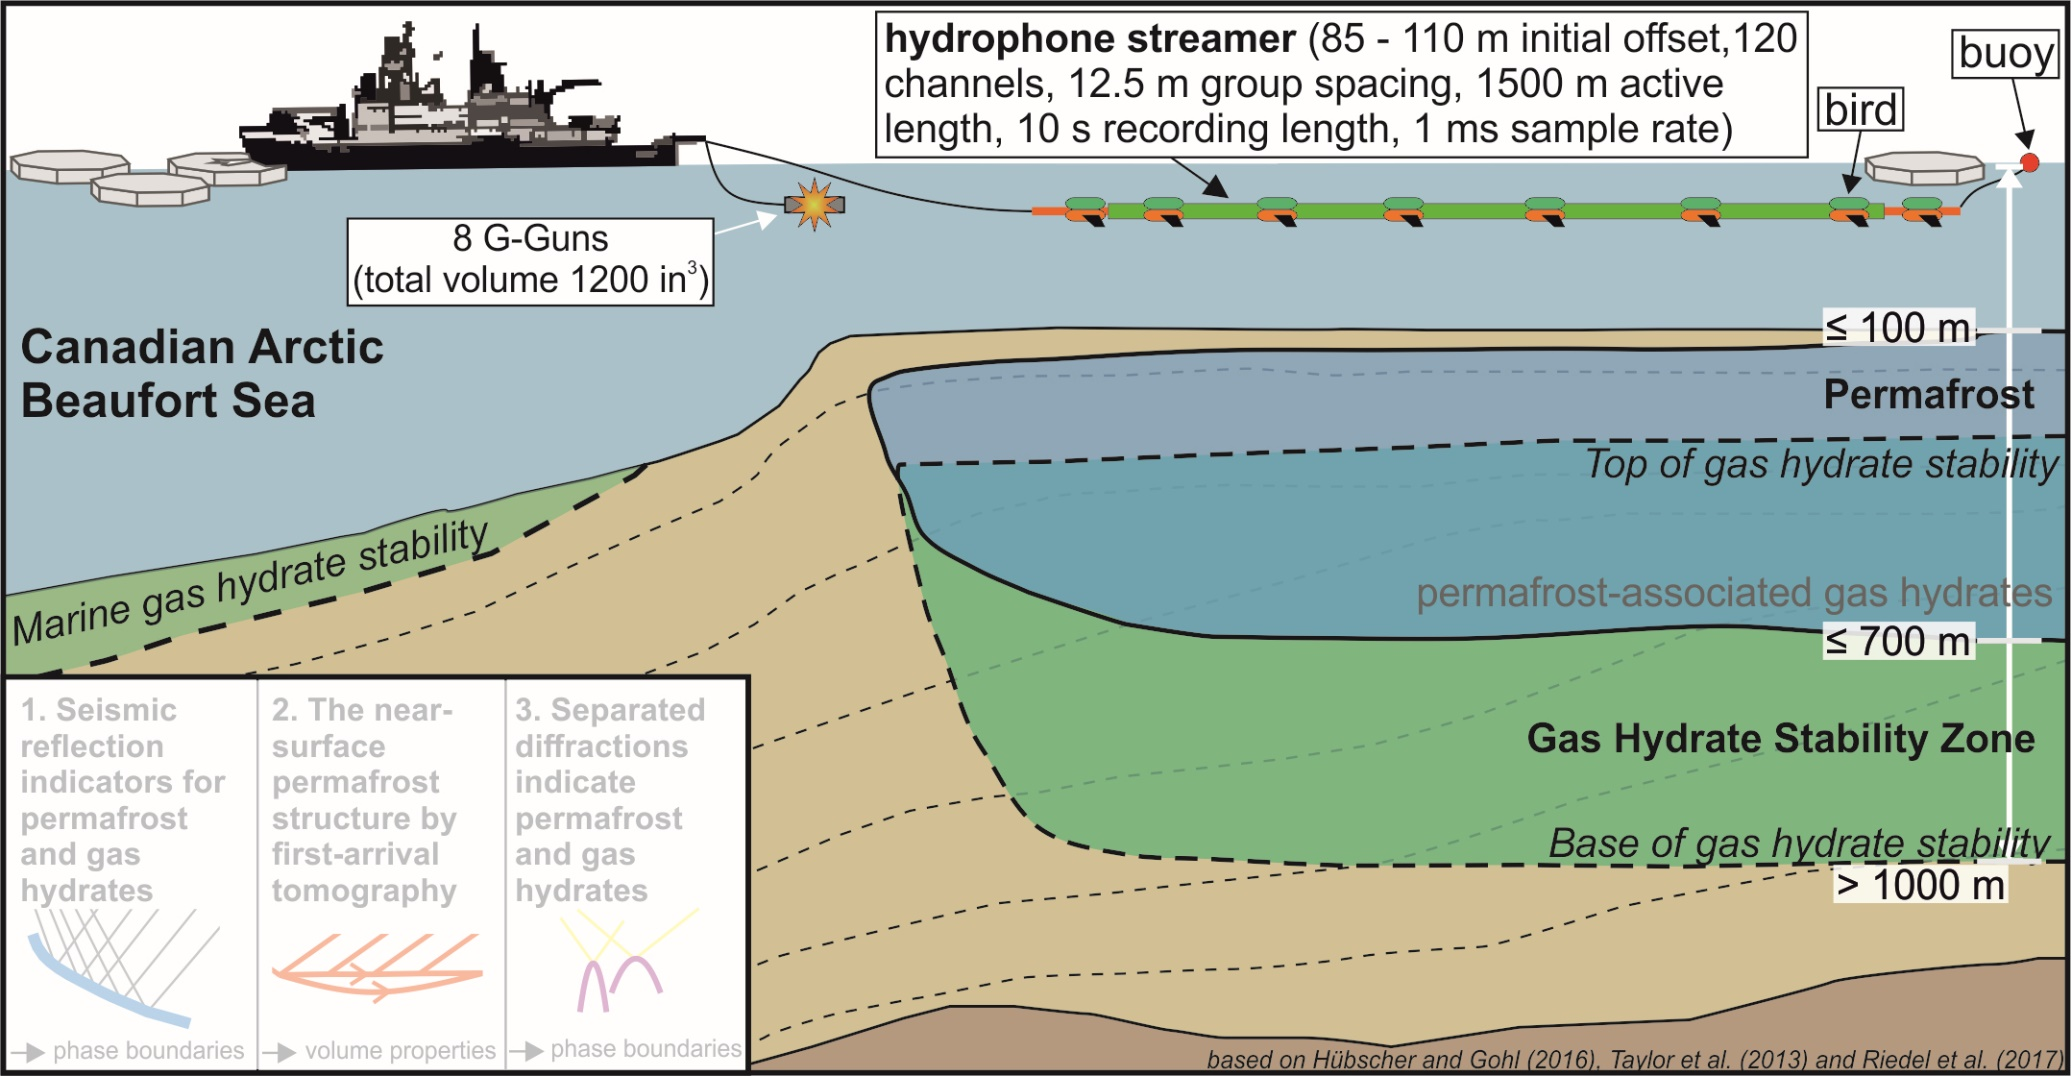 hydrophone streamer (85 - 110 m initial offset,120
channels, 12.5 m group spacing, 1500 m active
length, 10 s recording length, 1 ms sample rate)
buoy
bird
8 G-Guns
(total volume 1200 in³)
Canadian Arctic
Beaufort Sea
≤ 100 m
Permafrost
Top of gas hydrate stability
Marine gas hydrate stability
permafrost-associated gas hydrates
≤ 700 m
Gas Hydrate Stability Zone
Base of gas hydrate stability
> 1000 m
1. Seismic
reflection
indicators for
permafrost
and gas
hydrates
phase boundaries
2. The near-
surface
permafrost
structure by
first-arrival
tomography
volume properties
3. Separated
diffractions
indicate
permafrost
and gas
hydrates
phase boundaries
based on Hübscher and Gohl (2016), Taylor et al. (2013) and Riedel et al. (2017)